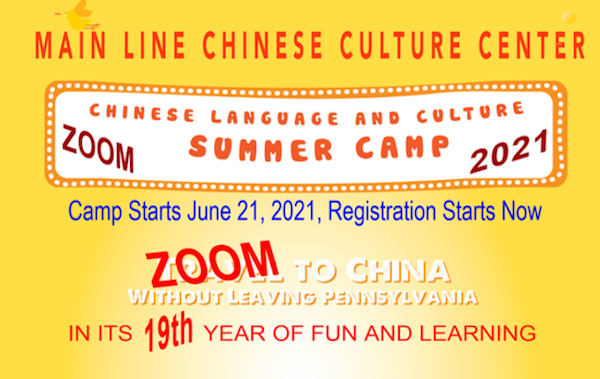 MAIN LINE CHINESE CULTURE CENTER
CHINESE LANGUAGE AND CULTURE
ZOOM SUMMER CAMP 2021
Camp Starts June 21, 2021, Registration Starts Now
ZOOM
TRAVEL TO CHINA
WITHOUT LEAVING PENNSYLVANIA
IN ITS 19th YEAR OF FUN AND LEARNING